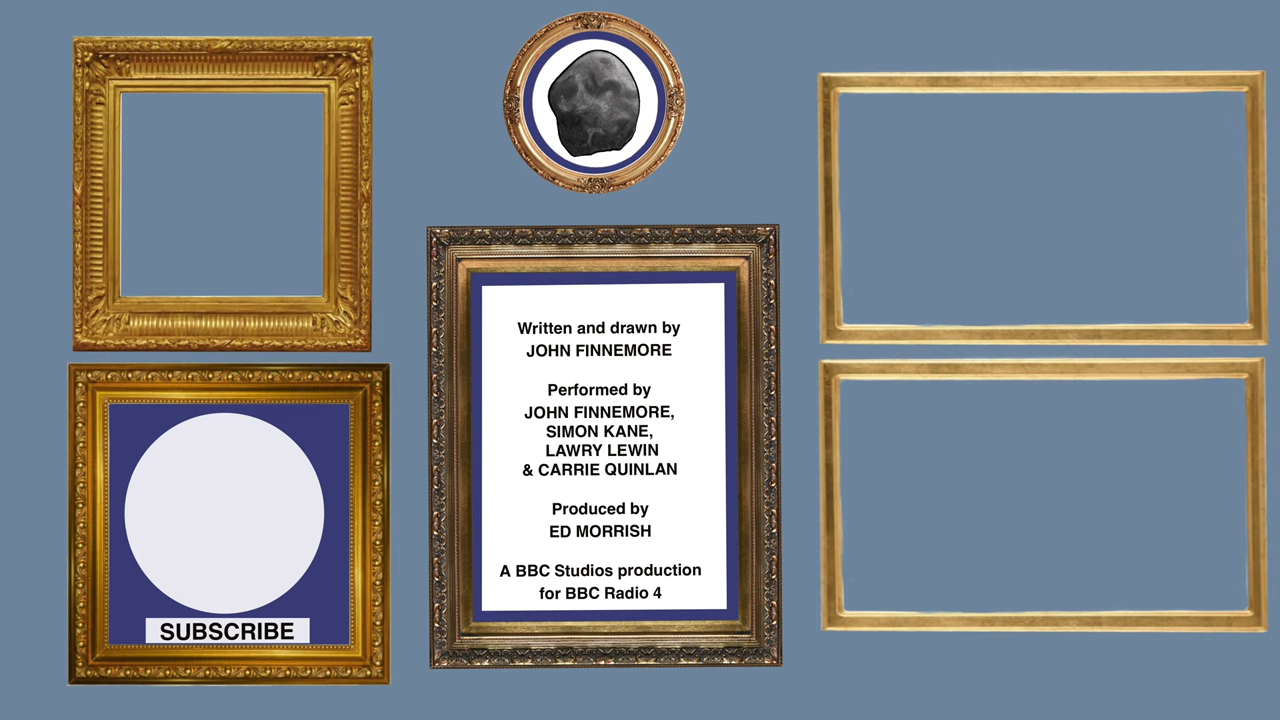 Written and drawn by
JOHN FINNEMORE
Performed by
JOHN FINNEMORE,
SIMON KANE,
LAWRY LEWIN
& CARRIE QUINLAN
Produced by
ED MORRISH
A BBC Studios production
for BBC Radio 4
SUBSCRIBE